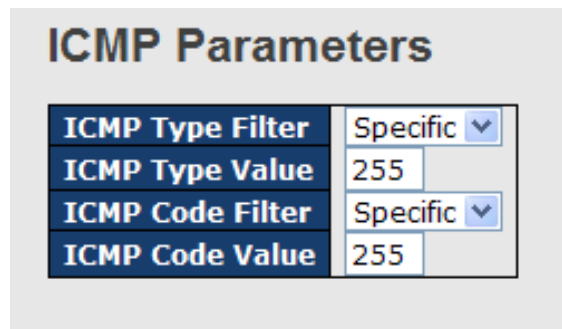 ICMP Parameters
ICMP Type Filter Specific
ICMP Type Value 255
ICMP Code Filter Specific
ICMP Code Value 255